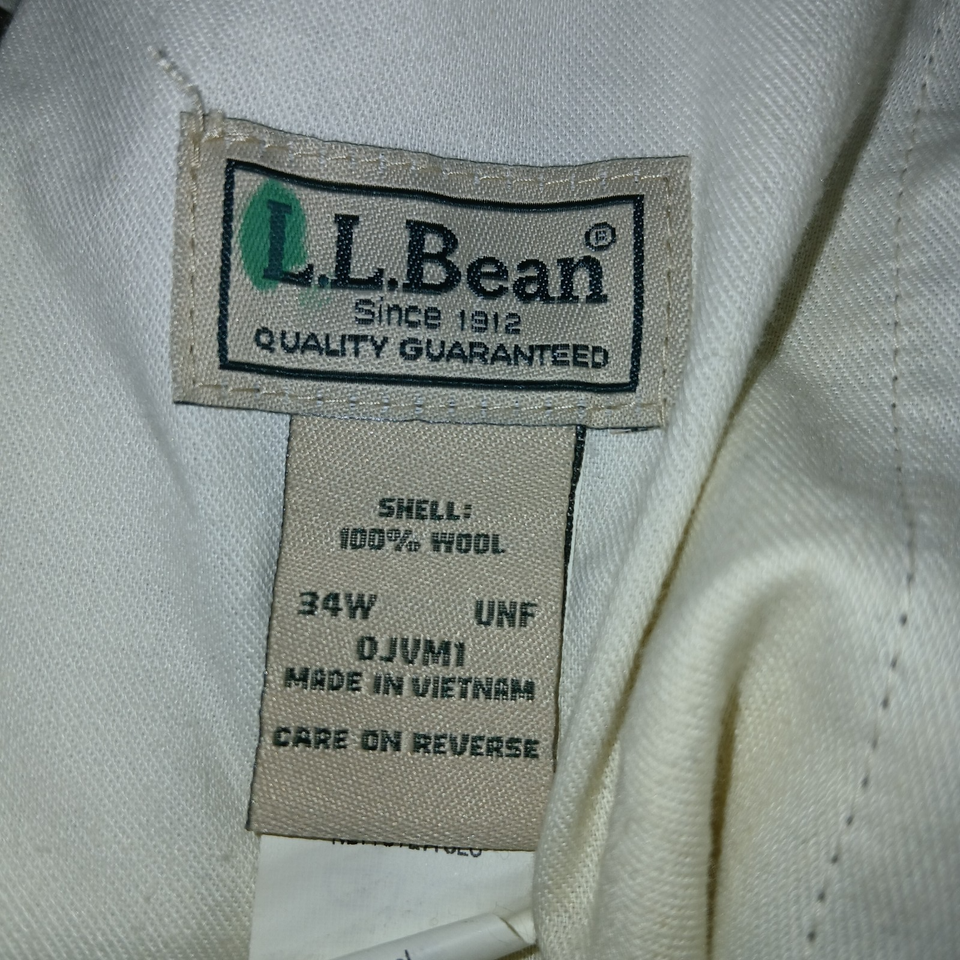 L.L.Bean®
Since 1912
QUALITY GUARANTEED
SHELL:
100% WOOL
34W UNF
0JVM1
MADE IN VIETNAM
CARE ON REVERSE